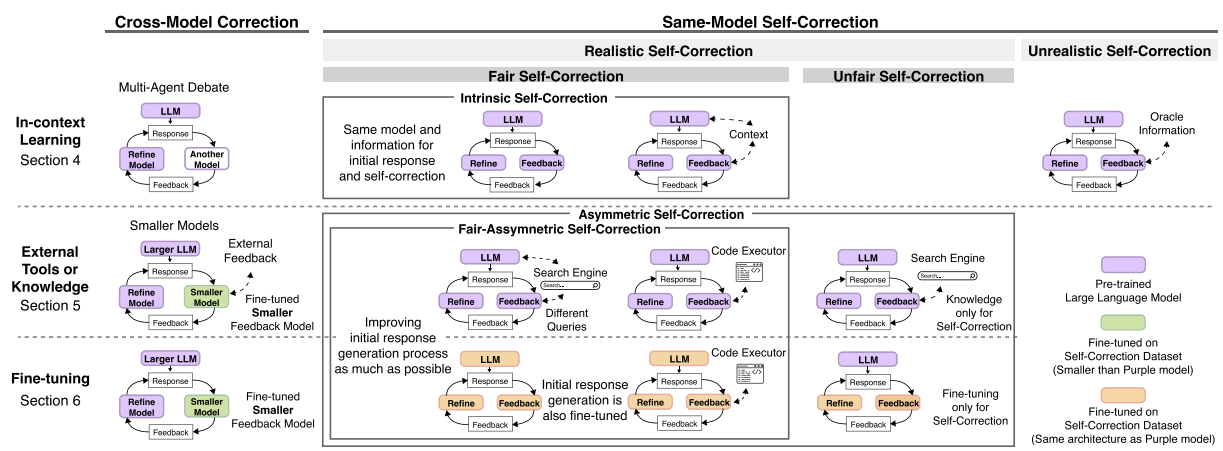 Cross-Model Correction
Same-Model Self-Correction
Realistic Self-Correction
Unrealistic Self-Correction
Fair Self-Correction
Unfair Self-Correction
In-context
Learning
Section 4
Multi-Agent Debate
LLM
Response
Refine
Model
Another
Model
Feedback
Intrinsic Self-Correction
Same model and
information for
initial response
and self-correction
LLM
Response
Refine
Feedback
Feedback
LLM
Response
Context
Refine
Feedback
Feedback
LLM
Response
Oracle
Information
Refine
Feedback
Feedback
External
Tools or
Knowledge
Section 5
Smaller Models
Larger LLM
External
Feedback
Response
Refine
Model
Smaller
Model
Fine-tuned
Smaller
Feedback Model
Feedback
Asymmetric Self-Correction
Fair-Assymnetric Self-Correction
Improving
initial response
generation process
as much as possible
LLM
Response
Search Engine
Search...
Refine
Feedback
Different
Queries
Feedback
LLM
Code Executor
Response
Refine
Feedback
Feedback
LLM
Search Engine
Search...
Response
Refine
Feedback
Knowledge
only for
Self-Correction
Feedback
Fine-tuning
Section 6
Larger LLM
Response
Refine
Model
Smaller
Model
Fine-tuned
Smaller
Feedback Model
Feedback
LLM
Response
Refine
Feedback
Feedback
Initial response
generation is
also fine-tuned
LLM
Code Executor
Response
Refine
Feedback
Feedback
LLM
Response
Refine
Feedback
Fine-tuning
only for
Self-Correction
Feedback
Pre-trained
Large Language Model
Fine-tuned on
Self-Correction Dataset
(Smaller than Purple model)
Fine-tuned on
Self-Correction Dataset
(Same architecture as Purple model)